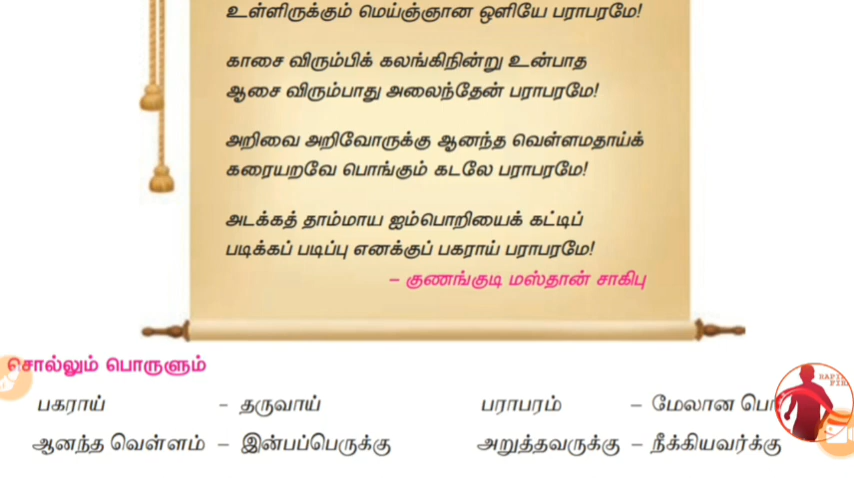 உள்ளிருக்கும் மெய்ஞ்ஞான ஒளியே பராபரமே!
காசை விரும்பிக் கலங்கிநின்று உன்பாத
ஆசை விரும்பாது அலைந்தேன் பராபரமே!
அறிவை அறிவோருக்கு ஆனந்த வெள்ளமதாய்க்
கரையறவே பொங்கும் கடலே பராபரமே!
அடக்கத் தாம்மாய ஐம்பொறியைக் கட்டிப்
படிக்கப் படிப்பு எனக்குப் பகராய் பராபரமே!
– குணங்குடி மஸ்தான் சாகிபு
சொல்லும் பொருளும்
பகராய் – தருவாய் பராபரம் – மேலான
ஆனந்த வெள்ளம் – இன்பப்பெருக்கு அறுத்தவருக்கு – நீக்கியவர்க்கு